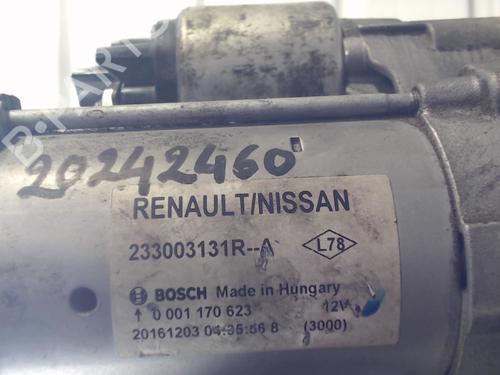 B-PARTS
20242460
RENAULT/NISSAN
233003131R--A L78
BOSCH Made in Hungary
0 001 170 623 12V
20161203 04:35:56 8 (3000)